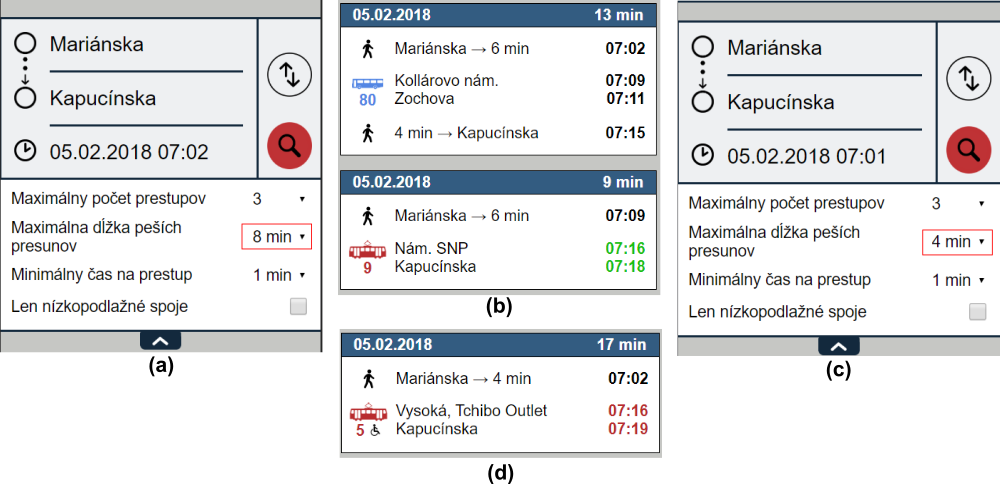 Mariánska
Kapucínska
05.02.2018 07:02
Maximálny počet prestupov 3
Maximálna dĺžka peších presunov 8 min
Minimálny čas na prestup 1 min
Len nízkopodlažné spoje
(a)
05.02.2018 13 min
Mariánska → 6 min 07:02
Kollárovo nám. 07:09
80 Zochova 07:11
4 min → Kapucínska 07:15
05.02.2018 9 min
Mariánska → 6 min 07:09
Nám. SNP 07:16
9 Kapucínska 07:18
(b)
05.02.2018 17 min
Mariánska → 4 min 07:02
Vysoká, Tchibo Outlet 07:16
5 Kapucínska 07:19
(d)
Mariánska
Kapucínska
05.02.2018 07:01
Maximálny počet prestupov 3
Maximálna dĺžka peších presunov 4 min
Minimálny čas na prestup 1 min
Len nízkopodlažné spoje
(c)